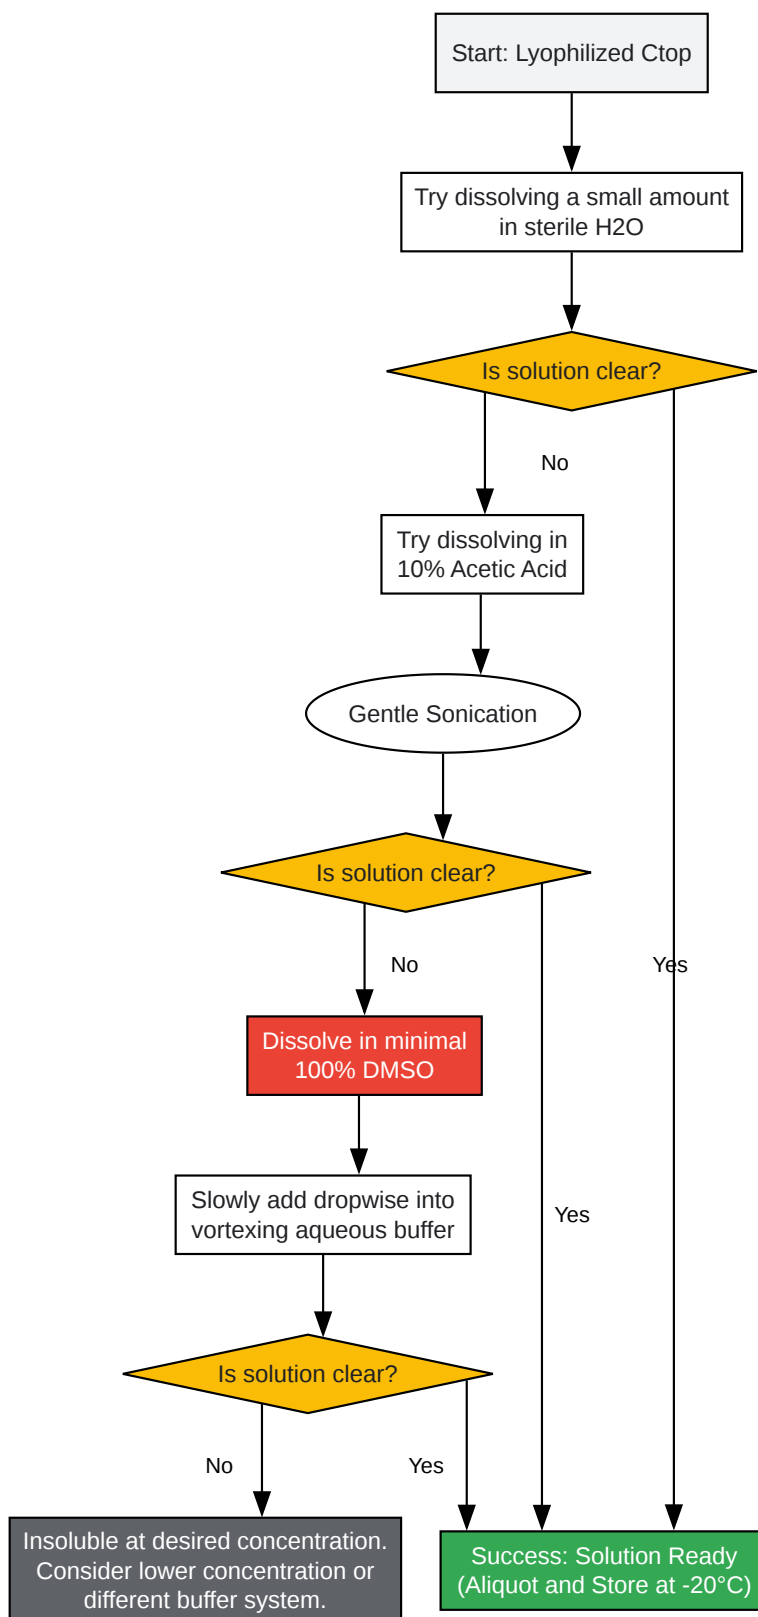 Start: Lyophilized Ctop
Try dissolving a small amount
in sterile H2O
Is solution clear?
No
Try dissolving in
10% Acetic Acid
Gentle Sonication
Is solution clear?
No
Yes
Dissolve in minimal
100% DMSO
Slowly add dropwise into
vortexing aqueous buffer
Yes
Is solution clear?
No
Yes
Insoluble at desired concentration.
Consider lower concentration or
different buffer system.
Success: Solution Ready
(Aliquot and Store at -20°C)